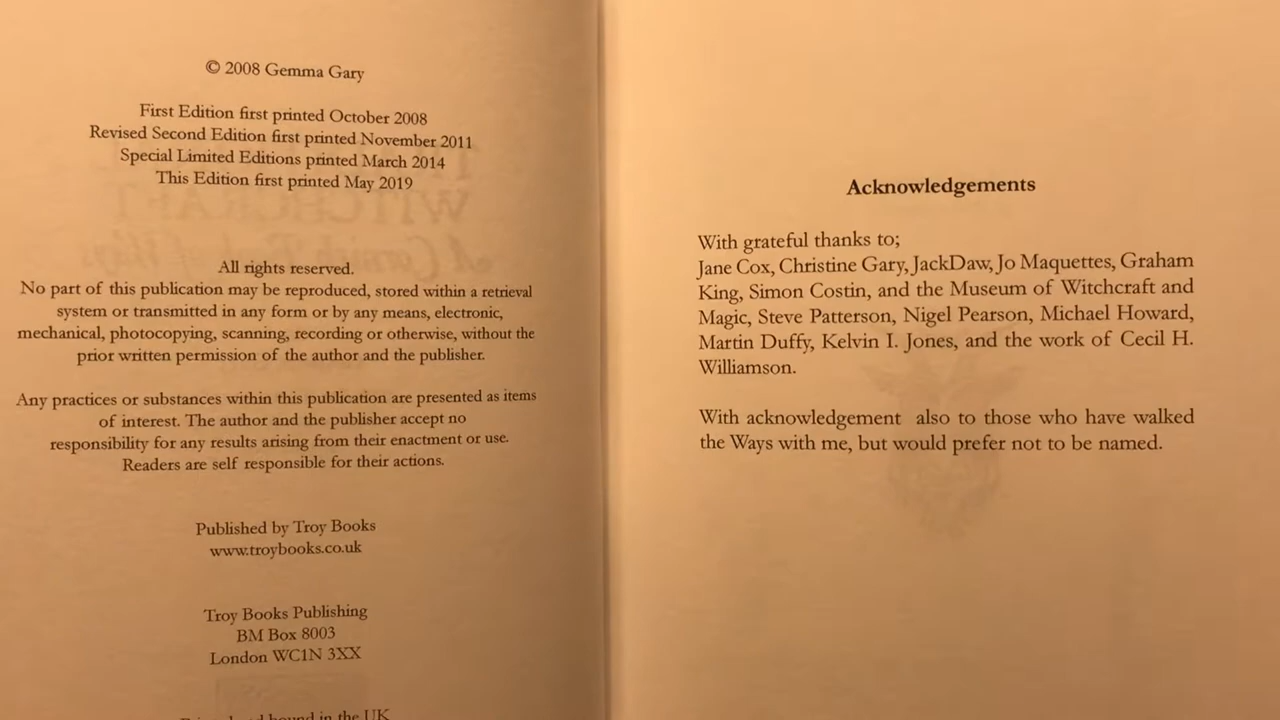 © 2008 Gemma Gary
First Edition first printed October 2008
Revised Second Edition first printed November 2011
Special Limited Editions printed March 2014
This Edition first printed May 2019
All rights reserved.
No part of this publication may be reproduced, stored within a retrieval
system or transmitted in any form or by any means, electronic,
mechanical, photocopying, scanning, recording or otherwise, without the
prior written permission of the author and the publisher.
Any practices or substances within this publication are presented as items
of interest. The author and the publisher accept no
responsibility for any results arising from their enactment or use.
Readers are self responsible for their actions.
Published by Troy Books
www.troybooks.co.uk
Troy Books Publishing
BM Box 8003
London WC1N 3XX
bound in the UK
Acknowledgements
With grateful thanks to;
Jane Cox, Christine Gary, JackDaw, Jo Maquettes, Graham
King, Simon Costin, and the Museum of Witchcraft and
Magic, Steve Patterson, Nigel Pearson, Michael Howard,
Martin Duffy, Kelvin I. Jones, and the work of Cecil H.
Williamson.
With acknowledgement also to those who have walked
the Ways with me, but would prefer not to be named.